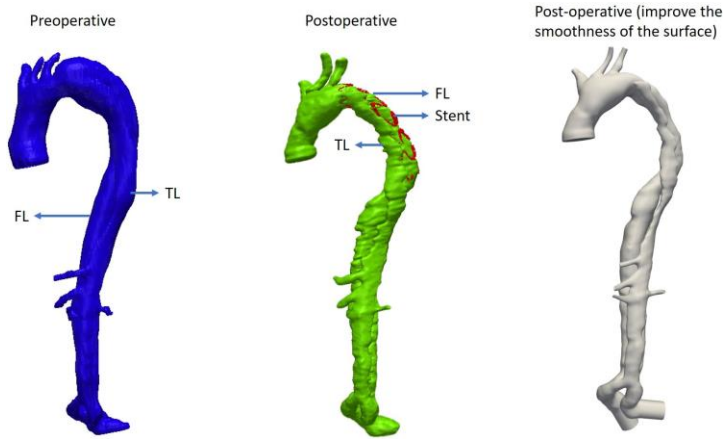 Preoperative
TL
FL
Postoperative
FL
Stent
TL
Post-operative (improve the
smoothness of the surface)